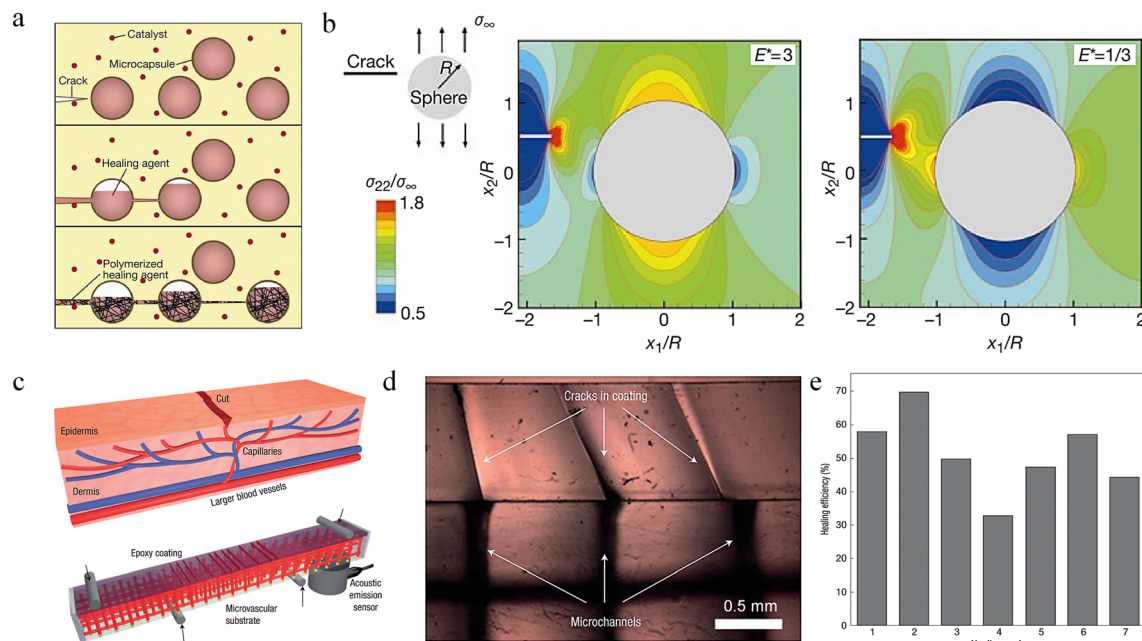 a
Catalyst
Microcapsule
Crack
Healing agent
Polymerized
healing agent
b
σ∞
Crack
R
Sphere
σ22/σ∞
1.8
0.5
E*=3
x2/R
1
0
−1
−2
−2 −1 0 1 2
x1/R
E*=1/3
x2/R
1
0
−1
−2
−2 −1 0 1 2
x1/R
c
Cut
Epidermis
Capillaries
Dermis
Larger blood vessels
Epoxy coating
Microvascular
substrate
Acoustic
emission
sensor
d
Cracks in coating
Microchannels
0.5 mm
e
Healing efficiency (%)
80
70
60
50
40
30
20
10
0
1 2 3 4 5 6 7